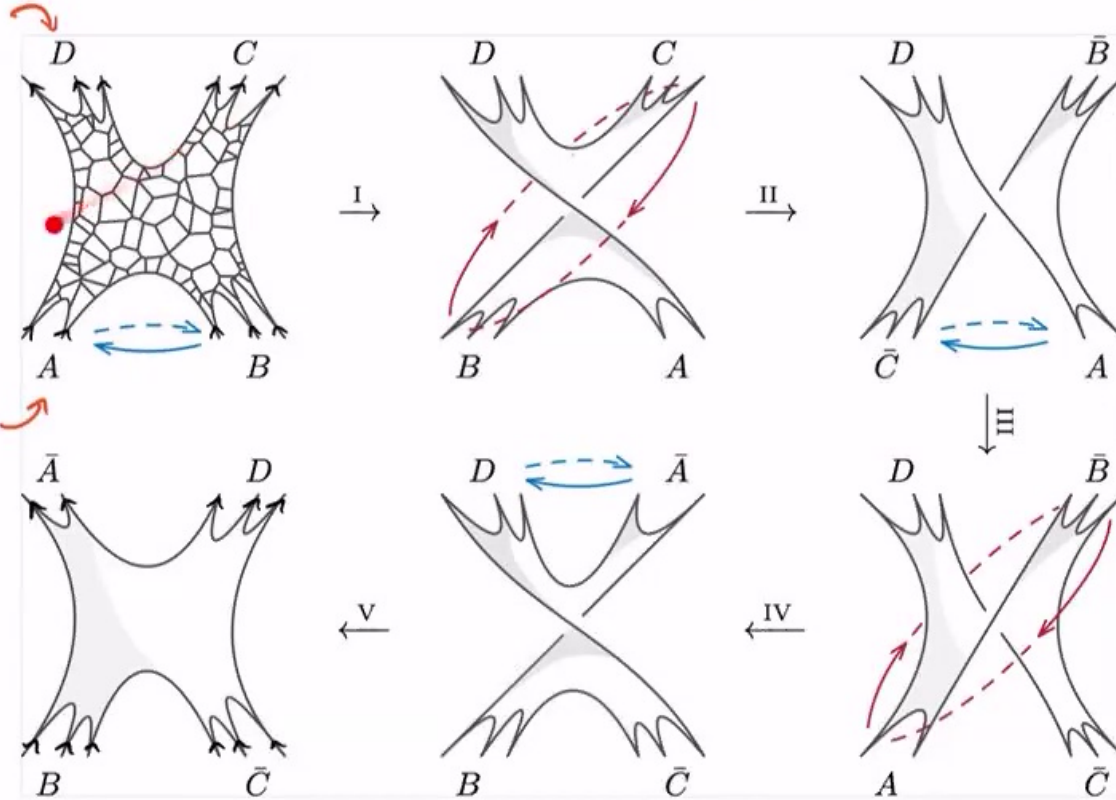 D C D C D B̄
I II
A B B A C̄ A
III
Ā D D Ā D B̄
V IV
B C̄ B C̄ A C̄